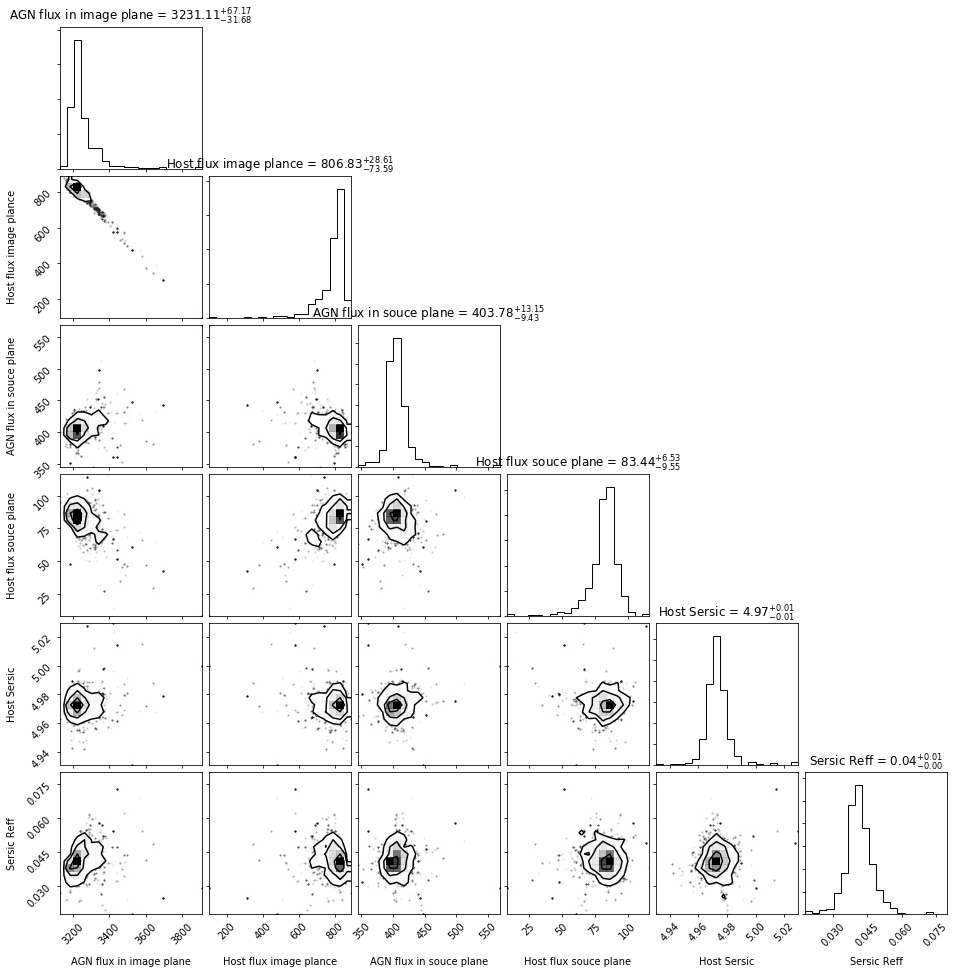 AGN flux in image plane = 3231.11+67.17−31.68
Host flux image plance = 806.83+28.61−73.59
800
600
400
200
Host flux image plance
AGN flux in souce plane = 403.78+13.15−9.43
550
500
450
400
350
AGN flux in souce plane
Host flux souce plane = 83.44+6.53−9.55
100
75
50
25
Host flux souce plane
Host Sersic = 4.97+0.01−0.01
5.02
5.00
4.98
4.96
4.94
Host Sersic
Sersic Reff = 0.04+0.01−0.00
0.075
0.060
0.045
0.030
Sersic Reff
3200 3400 3600 3800 200 400 600 800 350 400 450 500 550 25 50 75 100 4.94 4.96 4.98 5.00 5.02 0.030 0.045 0.060 0.075
AGN flux in image plane Host flux image plance AGN flux in souce plane Host flux souce plane Host Sersic Sersic Reff